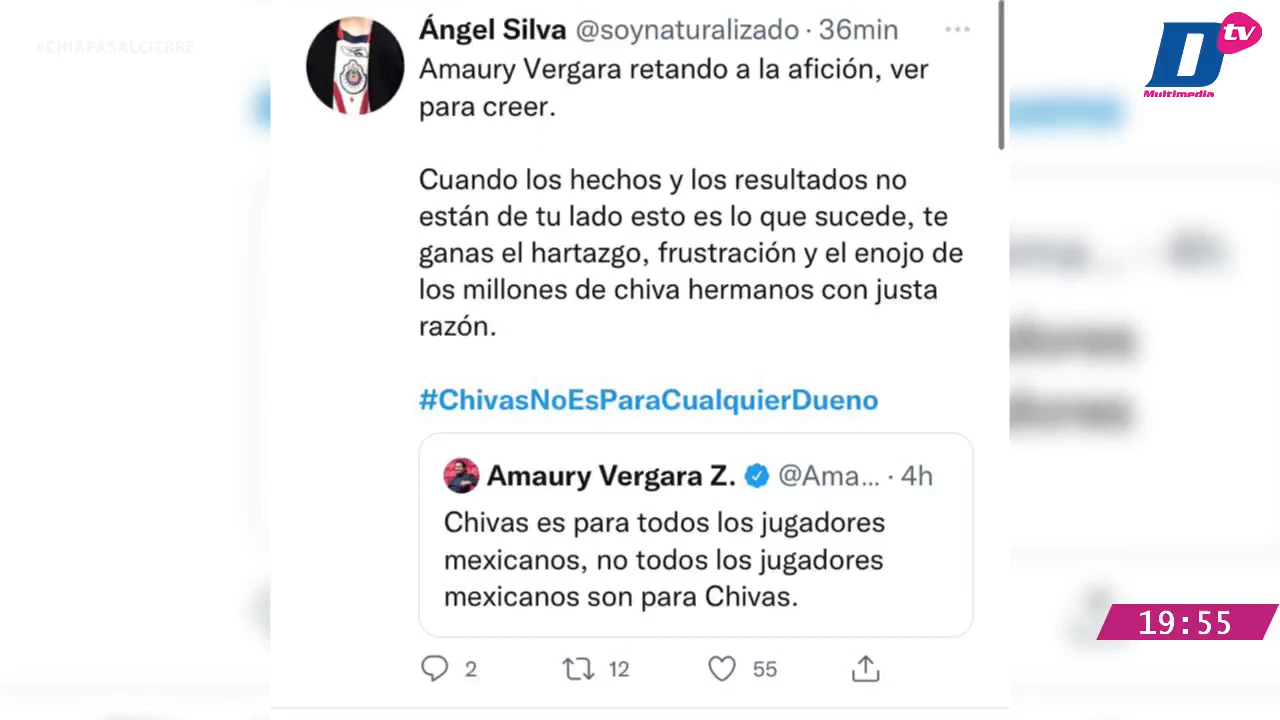 #CHIAPASALCIERRE
D tv
Multimedia
Ángel Silva @soynaturalizado · 36min
Amaury Vergara retando a la afición, ver
para creer.
Cuando los hechos y los resultados no
están de tu lado esto es lo que sucede, te
ganas el hartazgo, frustración y el enojo de
los millones de chiva hermanos con justa
razón.
#ChivasNoEsParaCualquierDueno
Amaury Vergara Z. @Ama... · 4h
Chivas es para todos los jugadores
mexicanos, no todos los jugadores
mexicanos son para Chivas.
2 12 55
19:55